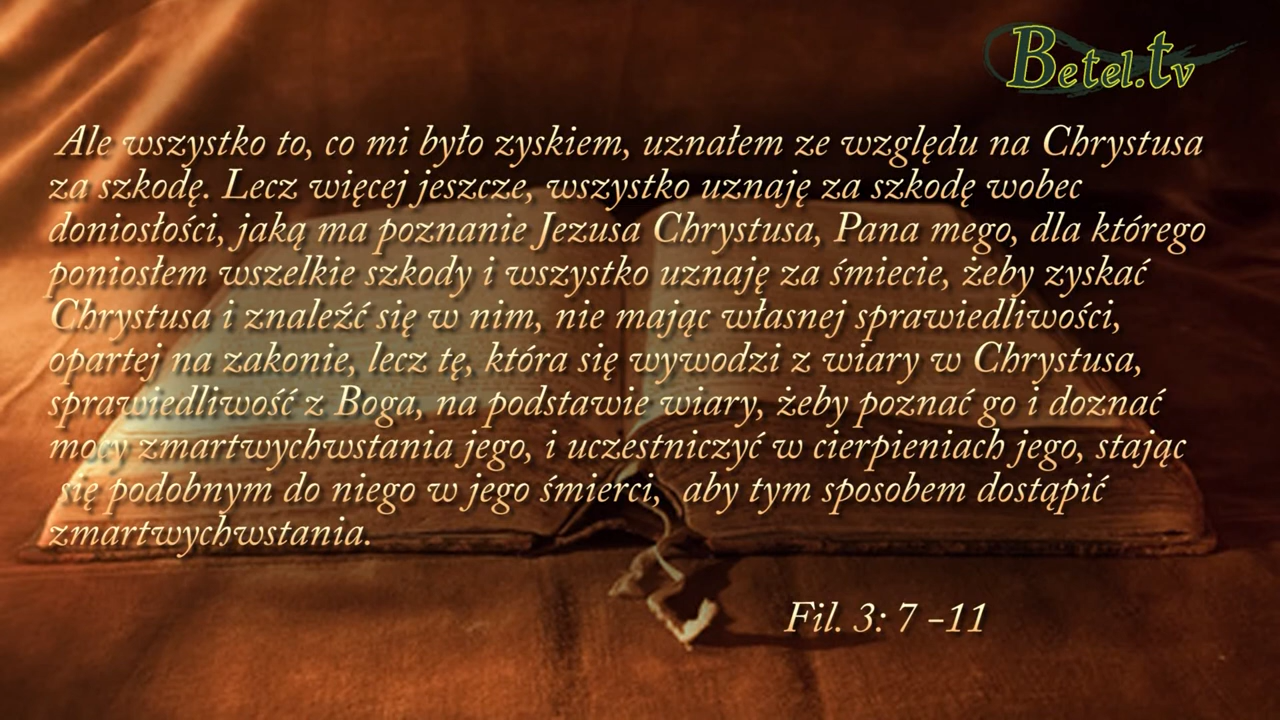 Betel.tv
Ale wszystko to, co mi było zyskiem, uznałem ze względu na Chrystusa
za szkodę. Lecz więcej jeszcze, wszystko uznaję za szkodę wobec
doniosłości, jaką ma poznanie Jezusa Chrystusa, Pana mego, dla którego
poniosłem wszelkie szkody i wszystko uznaję za śmiecie, żeby zyskać
Chrystusa i znaleźć się w nim, nie mając własnej sprawiedliwości,
opartej na zakonie, lecz tę, która się wywodzi z wiary w Chrystusa,
sprawiedliwość z Boga, na podstawie wiary, żeby poznać go i doznać
mocy zmartwychwstania jego, i uczestniczyć w cierpieniach jego, stając
się podobnym do niego w jego śmierci, aby tym sposobem dostąpić
zmartwychwstania.
Fil. 3: 7 -11